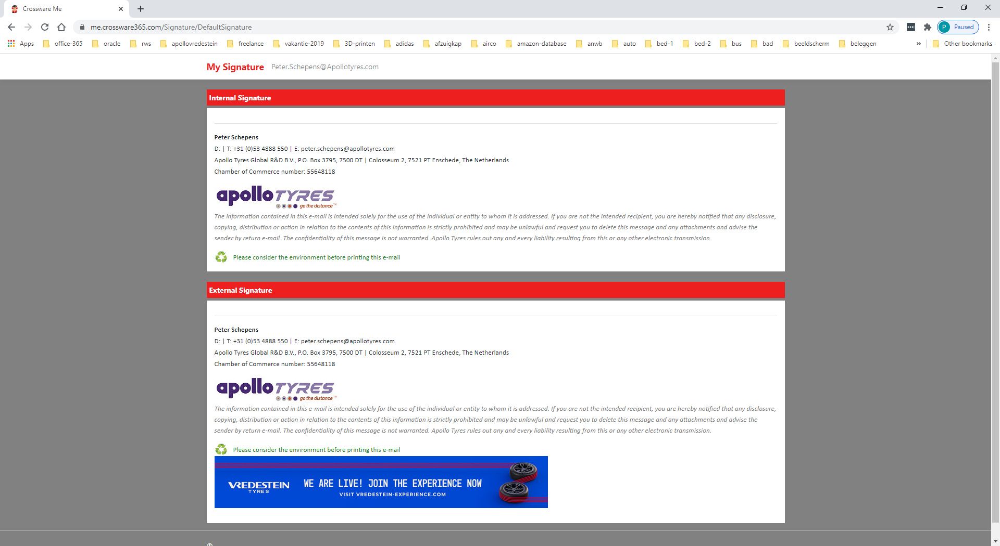 Crossware Me
me.crossware365.com/Signature/DefaultSignature
P Paused
Apps office-365 oracle rws apollovredestein freelance vakantie-2019 3D-printen adidas afzuigkap airco amazon-database anwb auto bed-1 bed-2 bus bad beeldscherm beleggen » Other bookmarks
My Signature Peter.Schepens@Apollotyres.com
Internal Signature
Peter Schepens
D: | T: +31 (0)53 4888 550 | E: peter.schepens@apollotyres.com
Apollo Tyres Global R&D B.V., P.O. Box 3795, 7500 DT | Colosseum 2, 7521 PT Enschede, The Netherlands
Chamber of Commerce number: 55648118
apollo TYRES
go the distance™
The information contained in this e-mail is intended solely for the use of the individual or entity to whom it is addressed. If you are not the intended recipient, you are hereby notified that any disclosure,
copying, distribution or action in relation to the contents of this information is strictly prohibited and may be unlawful and request you to delete this message and any attachments and advise the
sender by return e-mail. The confidentiality of this message is not warranted. Apollo Tyres rules out any and every liability resulting from this or any other electronic transmission.
Please consider the environment before printing this e-mail
External Signature
Peter Schepens
D: | T: +31 (0)53 4888 550 | E: peter.schepens@apollotyres.com
Apollo Tyres Global R&D B.V., P.O. Box 3795, 7500 DT | Colosseum 2, 7521 PT Enschede, The Netherlands
Chamber of Commerce number: 55648118
apollo TYRES
go the distance™
The information contained in this e-mail is intended solely for the use of the individual or entity to whom it is addressed. If you are not the intended recipient, you are hereby notified that any disclosure,
copying, distribution or action in relation to the contents of this information is strictly prohibited and may be unlawful and request you to delete this message and any attachments and advise the
sender by return e-mail. The confidentiality of this message is not warranted. Apollo Tyres rules out any and every liability resulting from this or any other electronic transmission.
Please consider the environment before printing this e-mail
VREDESTEIN
TYRES
WE ARE LIVE! JOIN THE EXPERIENCE NOW
VISIT VREDESTEIN-EXPERIENCE.COM